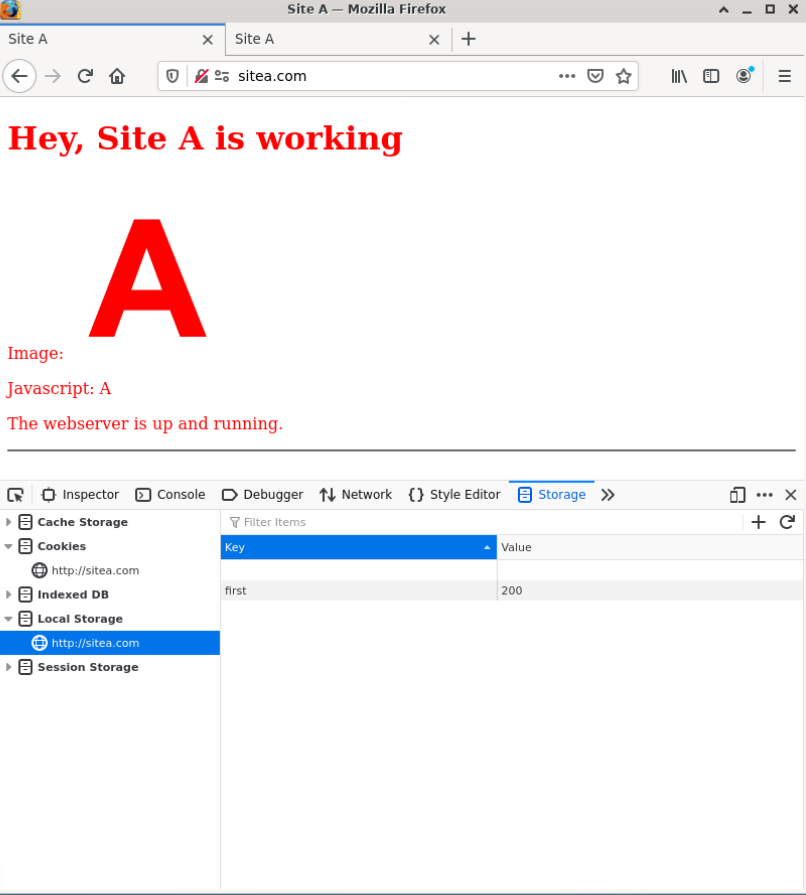 Site A — Mozilla Firefox
Site A
Site A
sitea.com
Hey, Site A is working
A
Image:
Javascript: A
The webserver is up and running.
Inspector Console Debugger Network Style Editor Storage
Cache Storage
Cookies
http://sitea.com
Indexed DB
Local Storage
http://sitea.com
Session Storage
Filter Items
Key Value
first 200